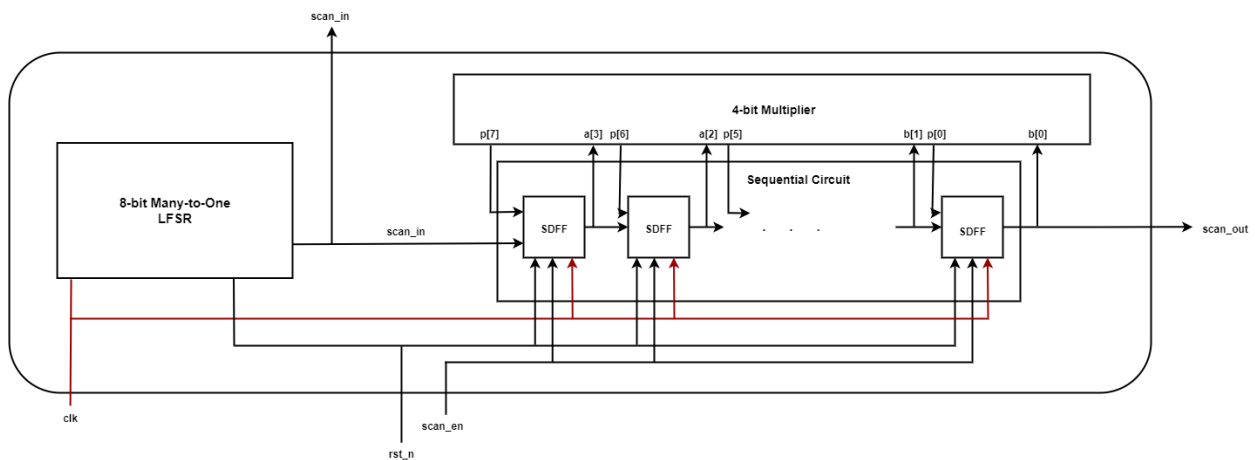 scan_in
4-bit Multiplier
p[7]
a[3]
p[6]
a[2]
p[5]
b[1]
p[0]
b[0]
Sequential Circuit
8-bit Many-to-One
LFSR
scan_in
SDFF
SDFF
. . .
SDFF
scan_out
clk
scan_en
rst_n